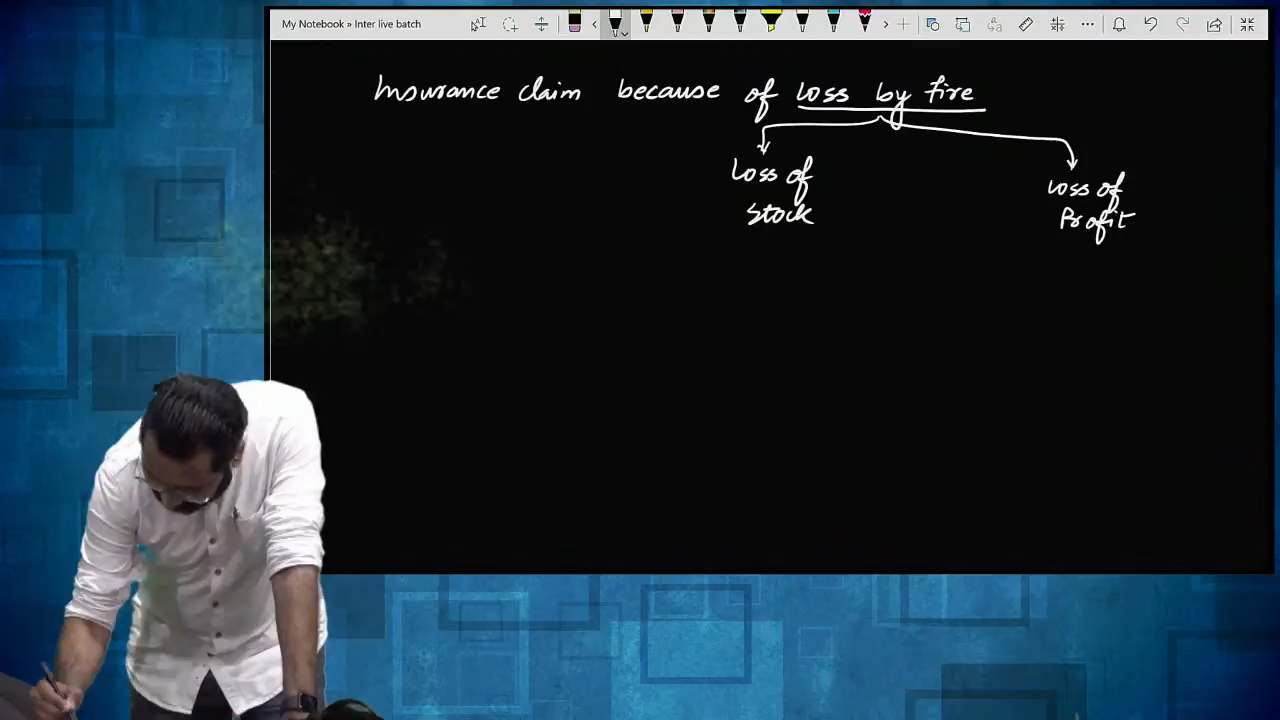 My Notebook » Inter live batch
Insurance claim because of loss by fire
Loss of
Stock
Loss of
Profit